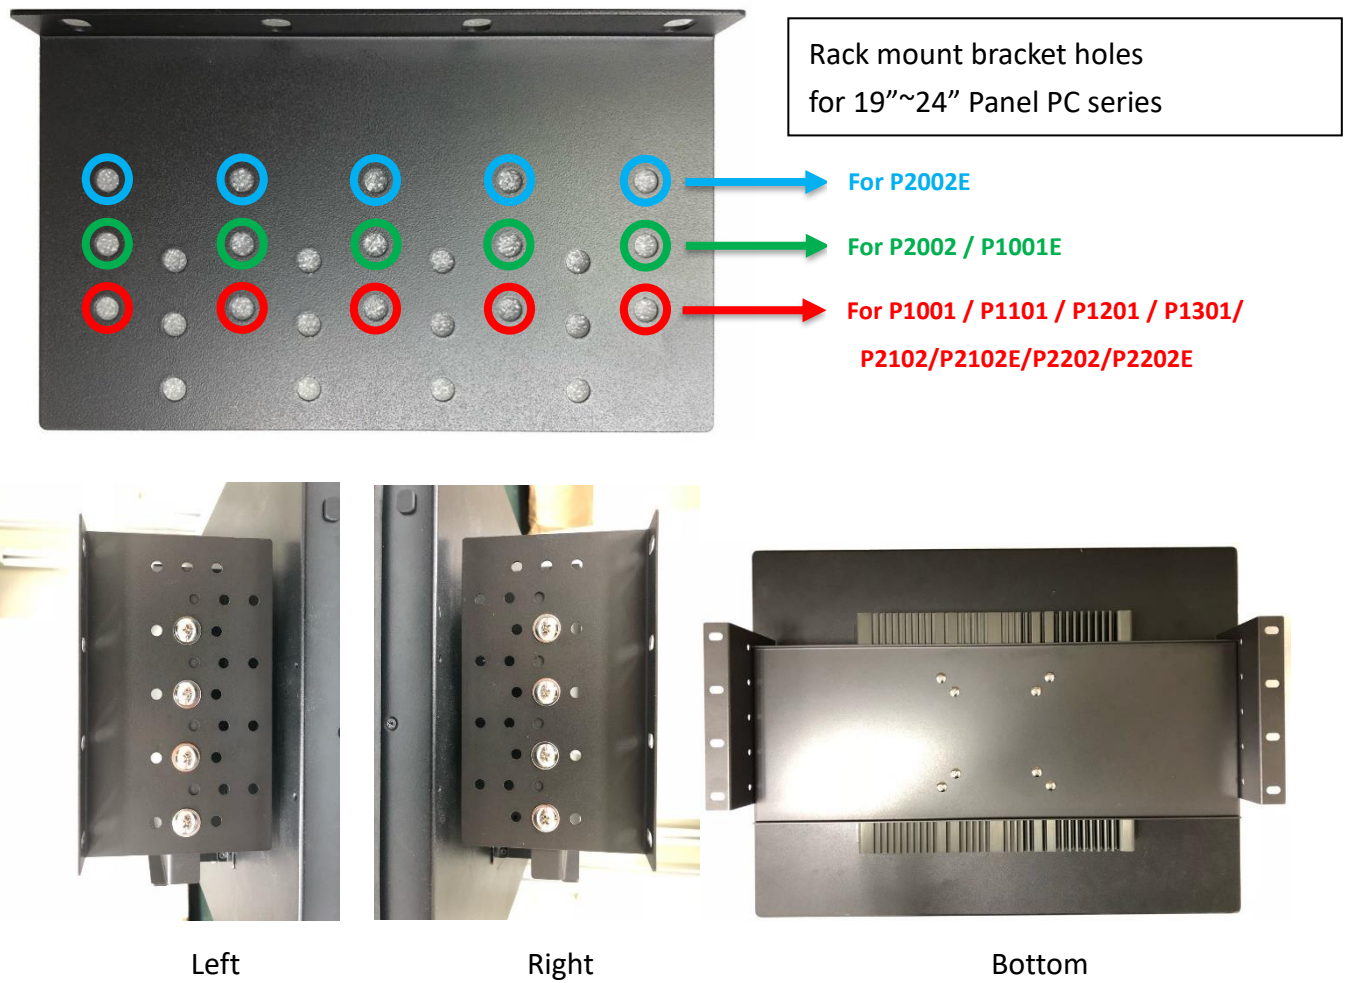 Rack mount bracket holes
for 19”~24” Panel PC series
For P2002E
For P2002 / P1001E
For P1001 / P1101 / P1201 / P1301/
P2102/P2102E/P2202/P2202E
Left
Right
Bottom